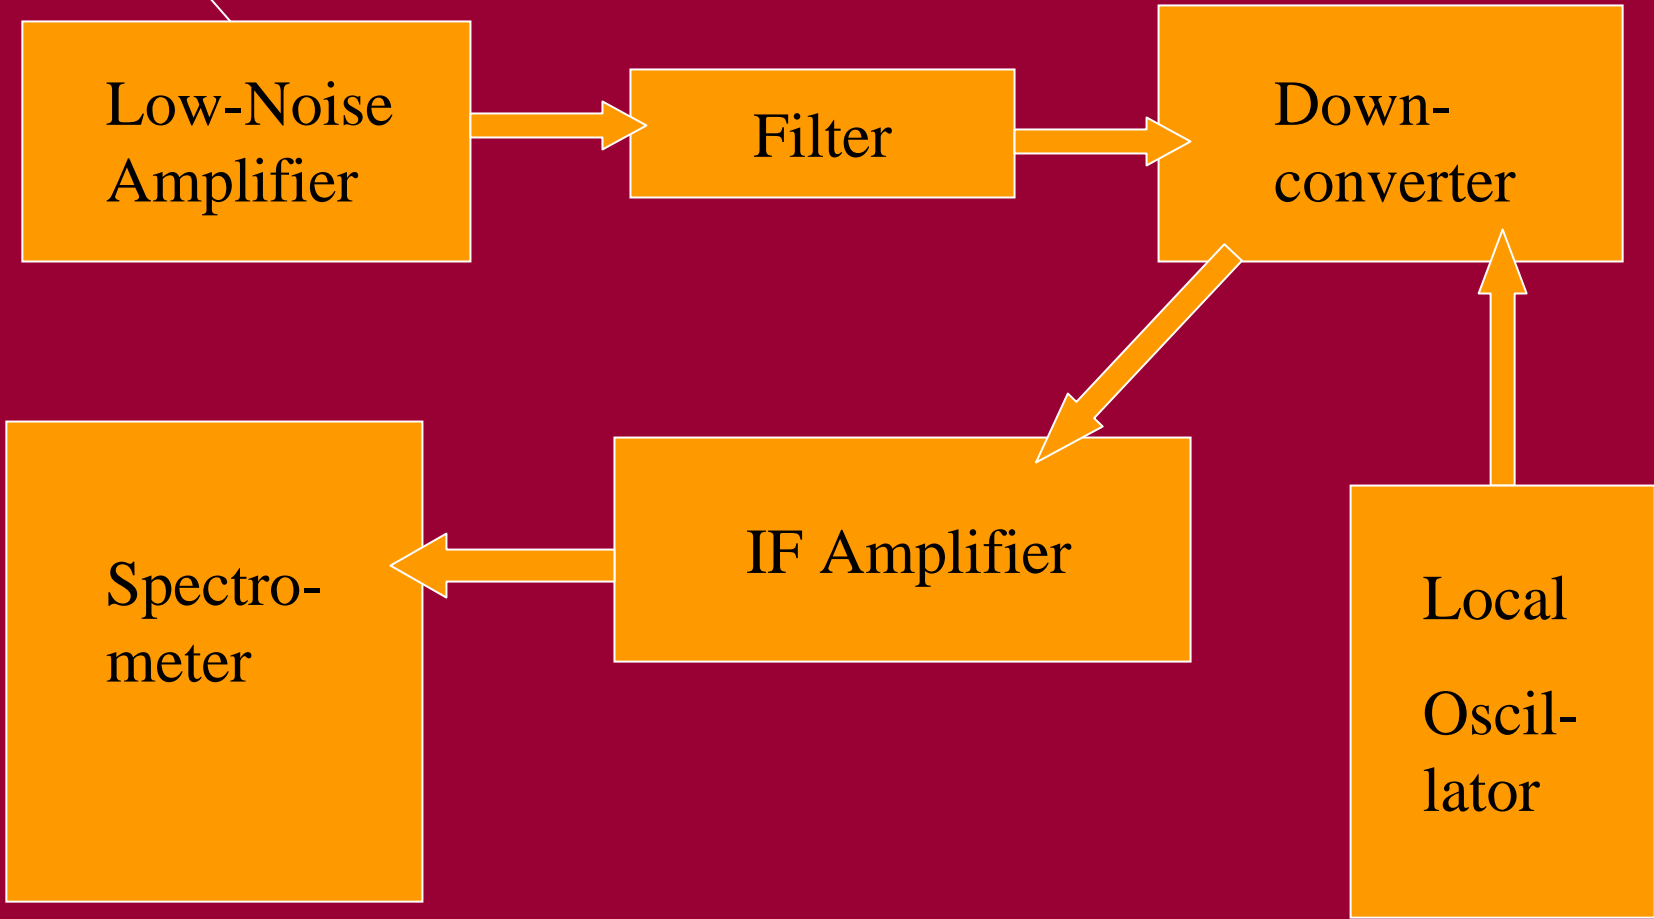 Low-Noise
Amplifier
Filter
Down-
converter
IF Amplifier
Spectro-
meter
Local
Oscil-
lator